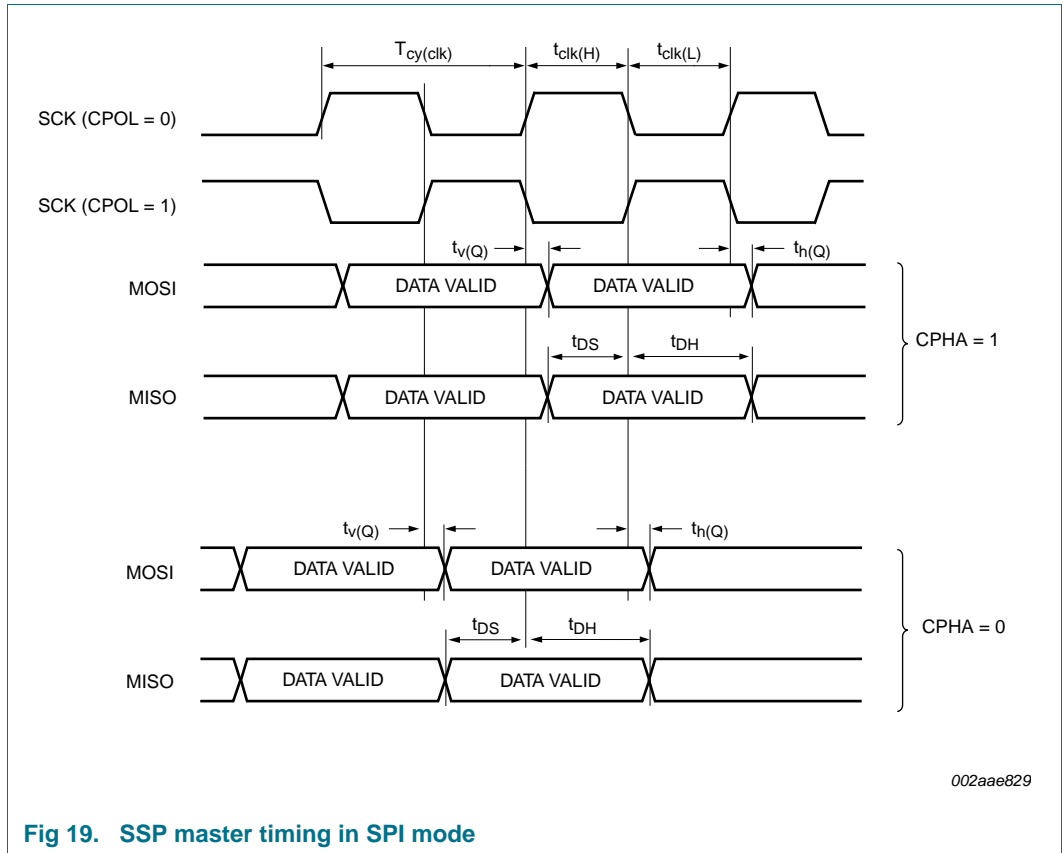 Tcy(clk) tclk(H) tclk(L)
SCK (CPOL = 0)
SCK (CPOL = 1)
tv(Q) th(Q)
MOSI DATA VALID DATA VALID
tDS tDH
CPHA = 1
MISO DATA VALID DATA VALID
tv(Q) th(Q)
MOSI DATA VALID DATA VALID
tDS tDH
CPHA = 0
MISO DATA VALID DATA VALID
002aae829
Fig 19. SSP master timing in SPI mode